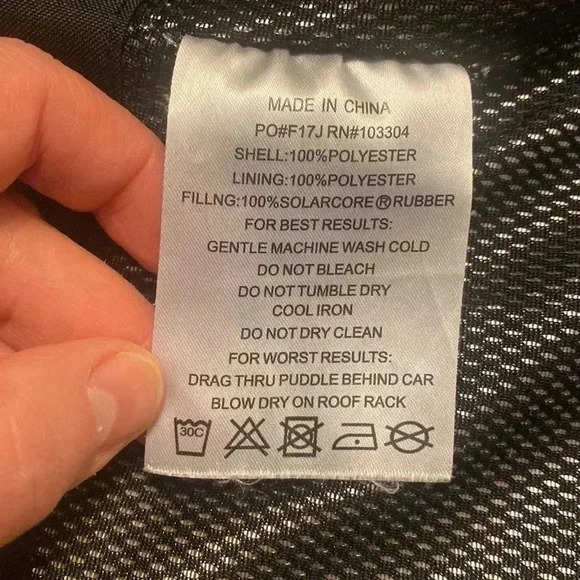 MADE IN CHINA
PO#F17J RN#103304
SHELL:100%POLYESTER
LINING:100%POLYESTER
FILLNG:100%SOLARCORE®RUBBER
FOR BEST RESULTS:
GENTLE MACHINE WASH COLD
DO NOT BLEACH
DO NOT TUMBLE DRY
COOL IRON
DO NOT DRY CLEAN
FOR WORST RESULTS:
DRAG THRU PUDDLE BEHIND CAR
BLOW DRY ON ROOF RACK
30C